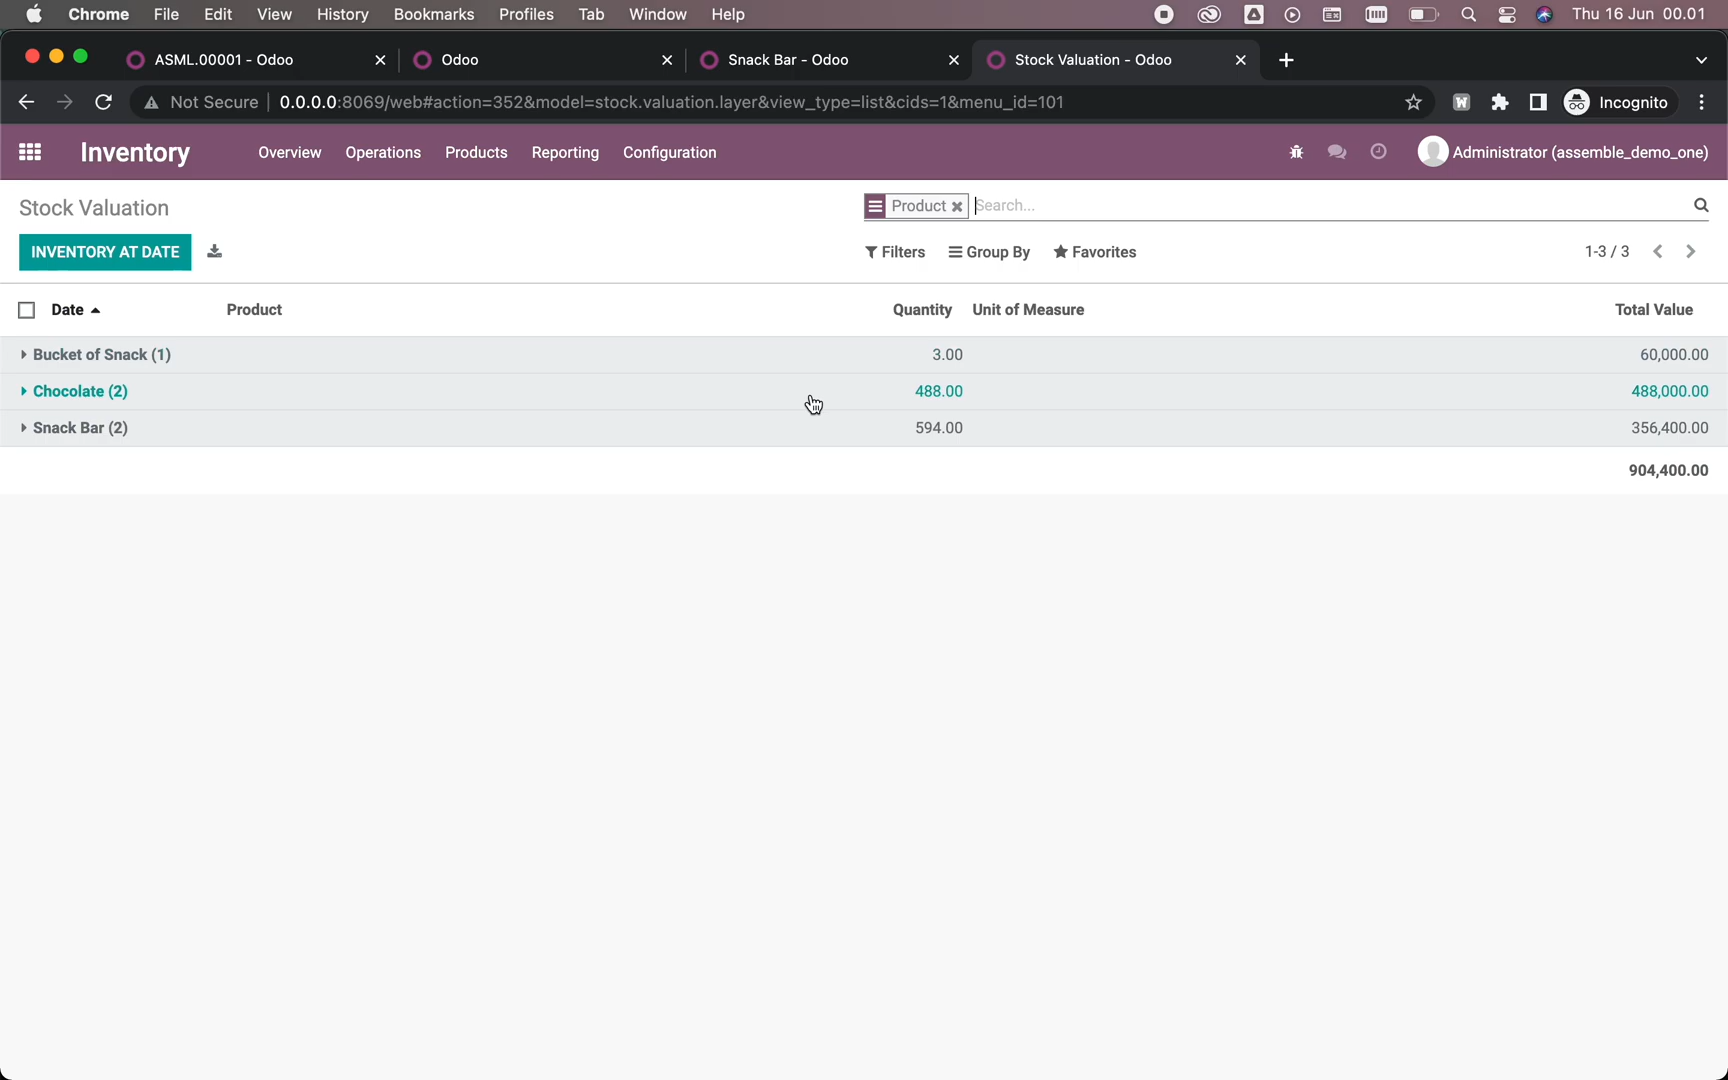 Chrome File Edit View History Bookmarks Profiles Tab Window Help Thu 16 Jun 00.01
ASML.00001 - Odoo Odoo Snack Bar - Odoo Stock Valuation - Odoo
Not Secure 0.0.0.0:8069/web#action=352&model=stock.valuation.layer&view_type=list&cids=1&menu_id=101 W Incognito
Inventory Overview Operations Products Reporting Configuration Administrator (assemble_demo_one)
Stock Valuation Product Search...
INVENTORY AT DATE Filters Group By Favorites 1-3 / 3
Date Product Quantity Unit of Measure Total Value
Bucket of Snack (1) 3.00 60,000.00
Chocolate (2) 488.00 488,000.00
Snack Bar (2) 594.00 356,400.00
904,400.00